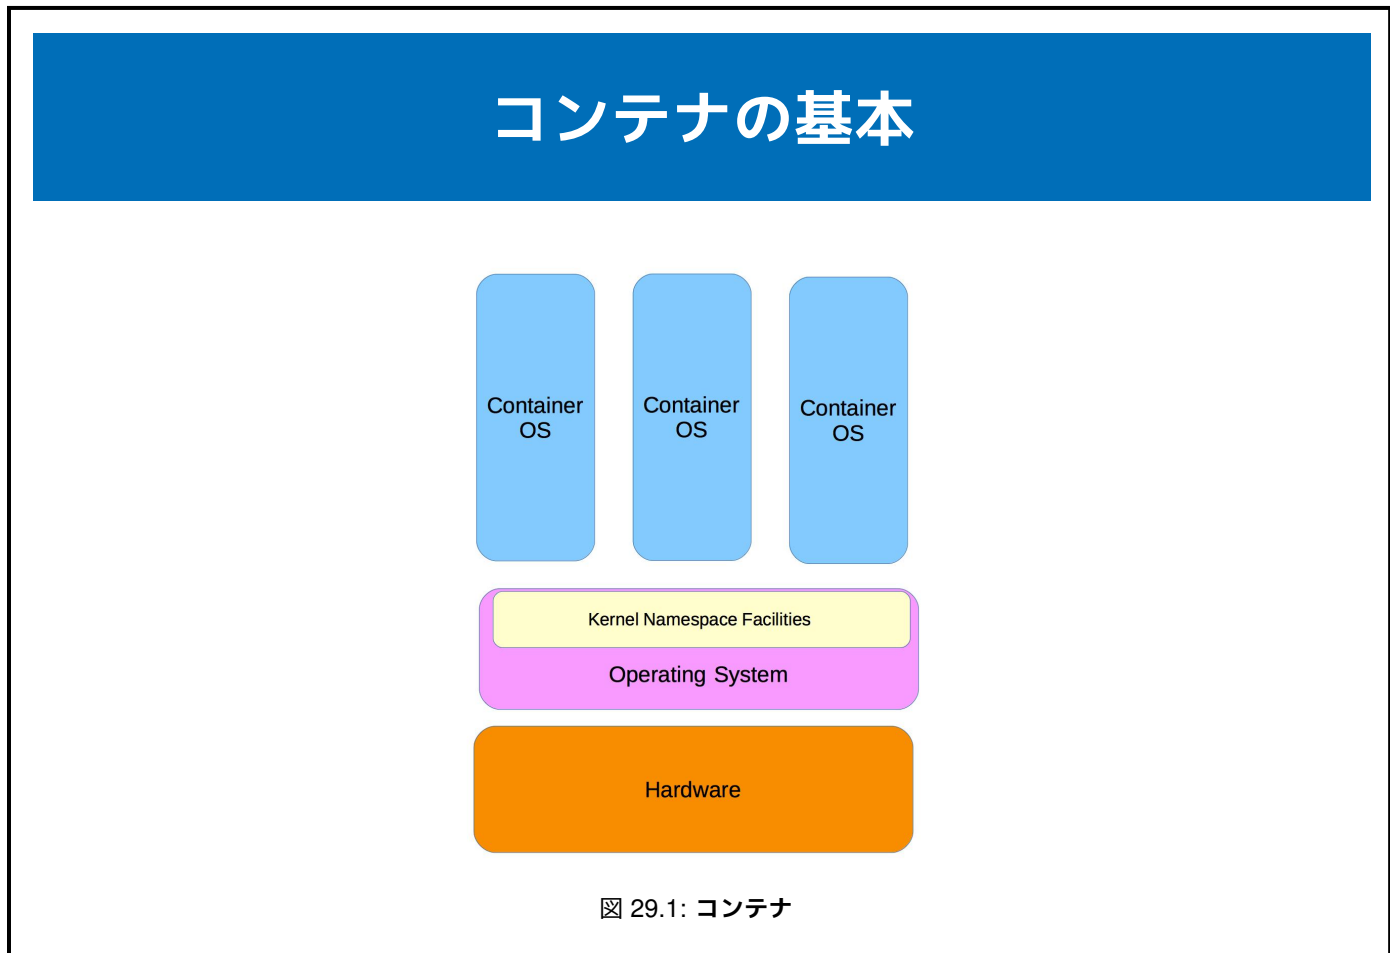 コンテナの基本
Container
OS
Container
OS
Container
OS
Kernel Namespace Facilities
Operating System
Hardware
図 29.1: コンテナ